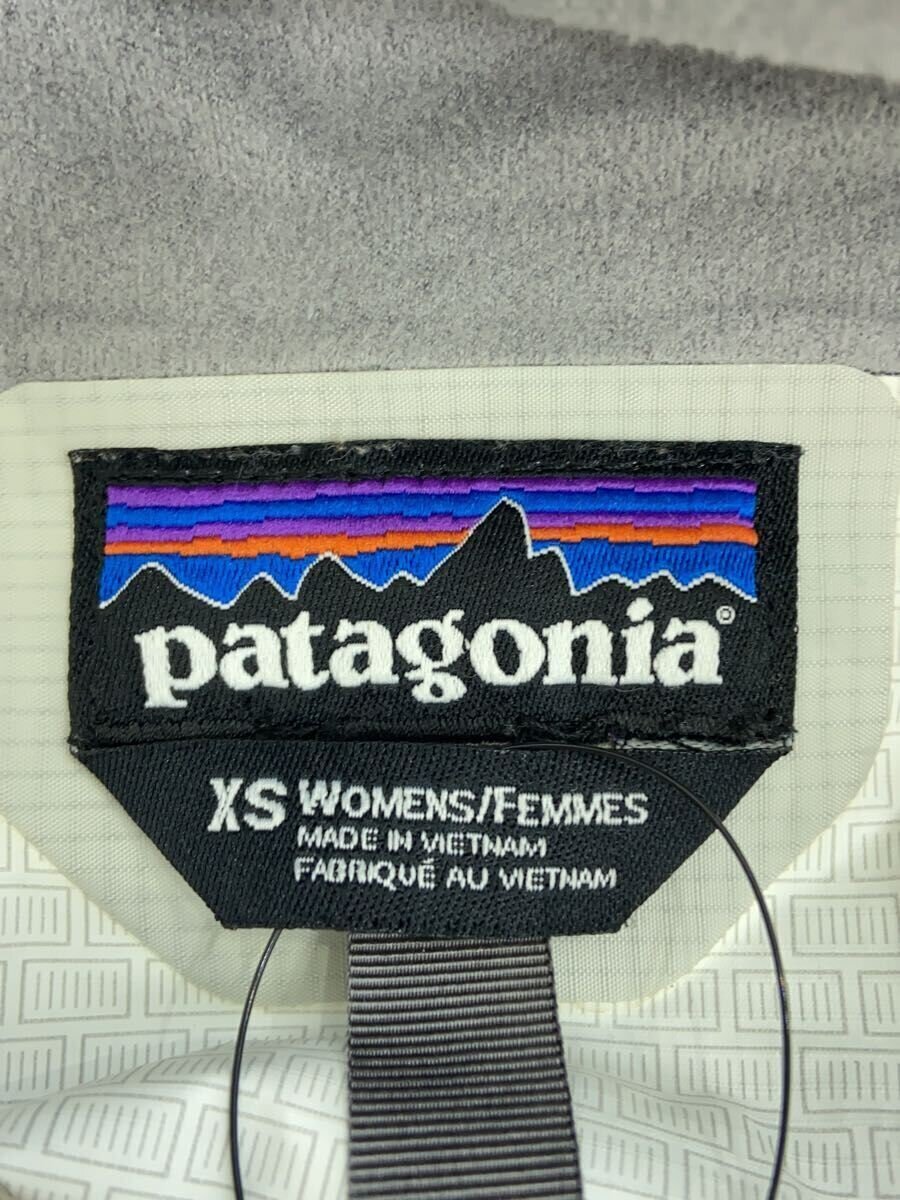 patagonia®
XS WOMENS/FEMMES
MADE IN VIETNAM
FABRIQUÉ AU VIETNAM